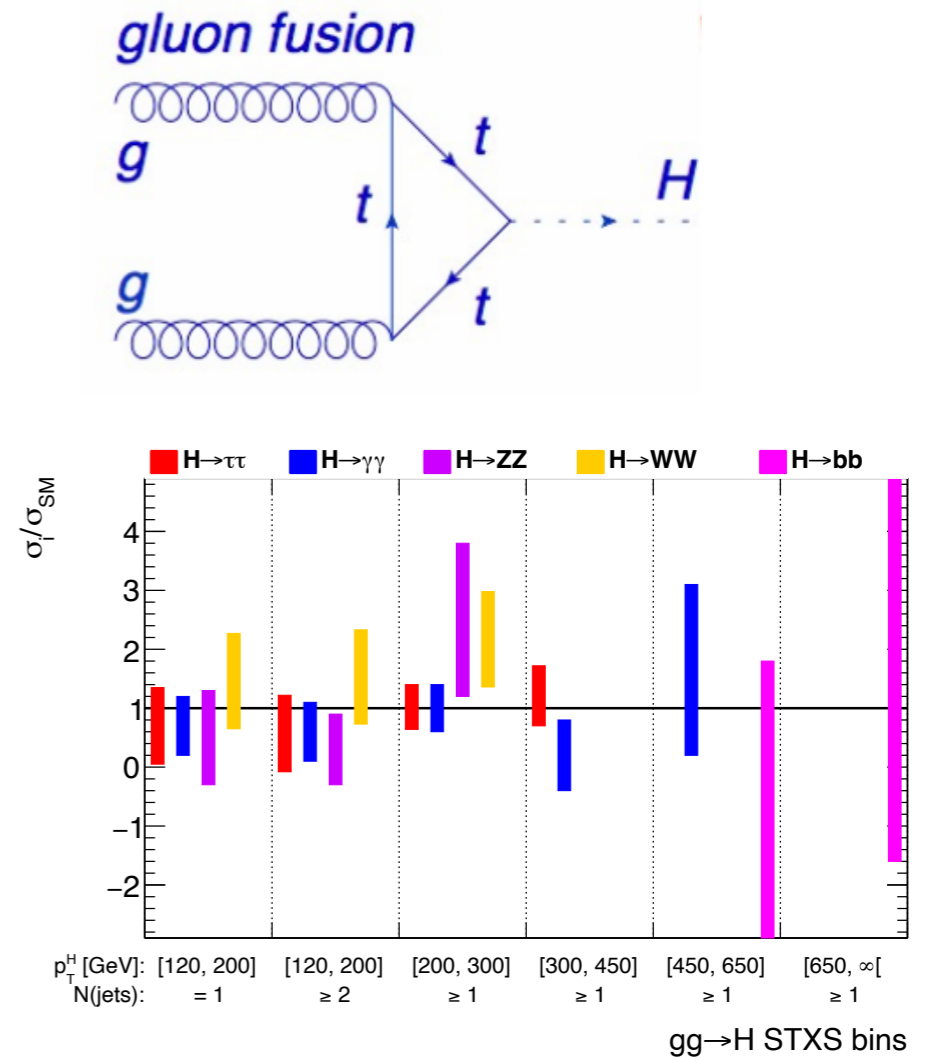 gluon fusion
g
t
t
H
g
t
H→ττ H→γγ H→ZZ H→WW H→bb
σi/σSM
4
3
2
1
0
−1
−2
pTH [GeV]: [120, 200] [120, 200] [200, 300] [300, 450] [450, 650] [650, ∞[
N(jets): = 1 ≥ 2 ≥ 1 ≥ 1 ≥ 1 ≥ 1
gg→H STXS bins